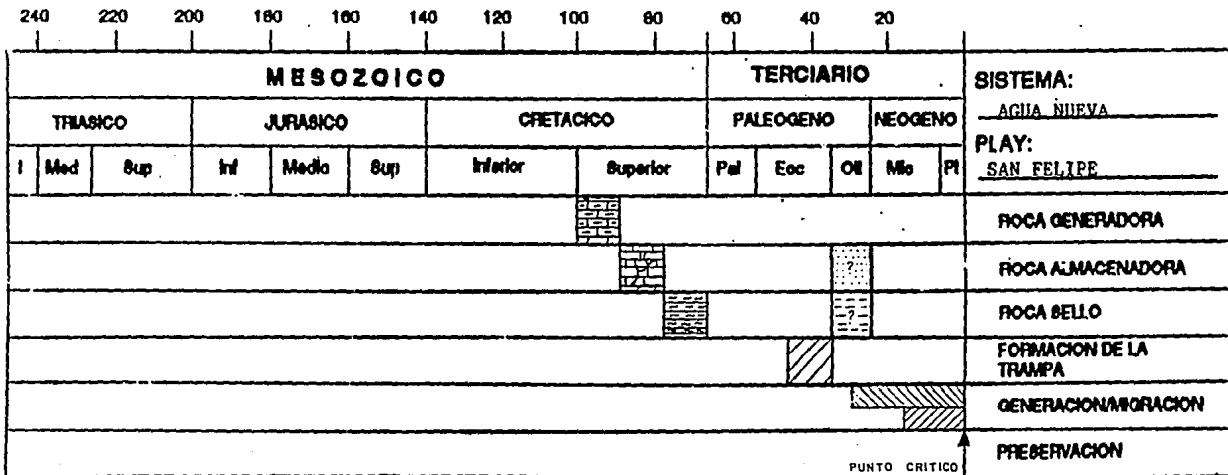 240 220 200 180 160 140 120 100 80 60 40 20
MESOZOICO TERCIARIO
TRIASICO JURASICO CRETACICO PALEOGENO NEOGENO
I Med Sup Inf Medio Sup Inferior Superior Pal Eoc Oli Mio Pl
SISTEMA:
AGUA NUEVA
PLAY:
SAN FELIPE
ROCA GENERADORA
? ROCA ALMACENADORA
? ROCA SELLO
FORMACION DE LA
TRAMPA
GENERACION/MIGRACION
PUNTO CRITICO
PRESERVACION